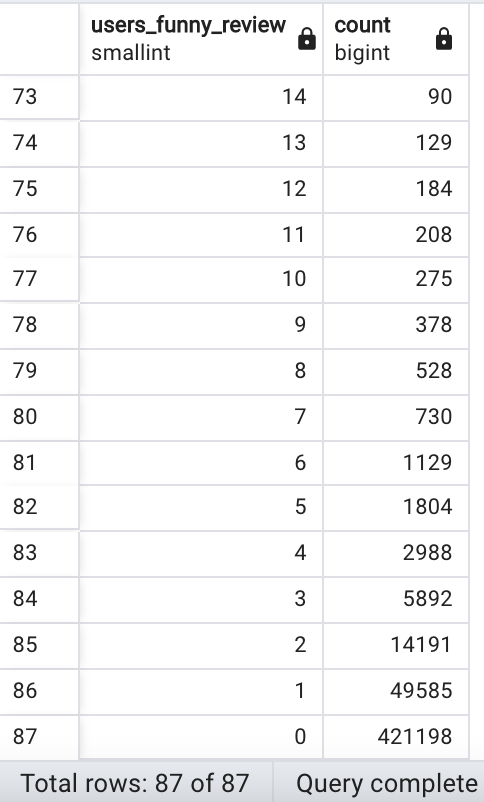 users_funny_review count
smallint bigint
73 14 90
74 13 129
75 12 184
76 11 208
77 10 275
78 9 378
79 8 528
80 7 730
81 6 1129
82 5 1804
83 4 2988
84 3 5892
85 2 14191
86 1 49585
87 0 421198
Total rows: 87 of 87 Query complete